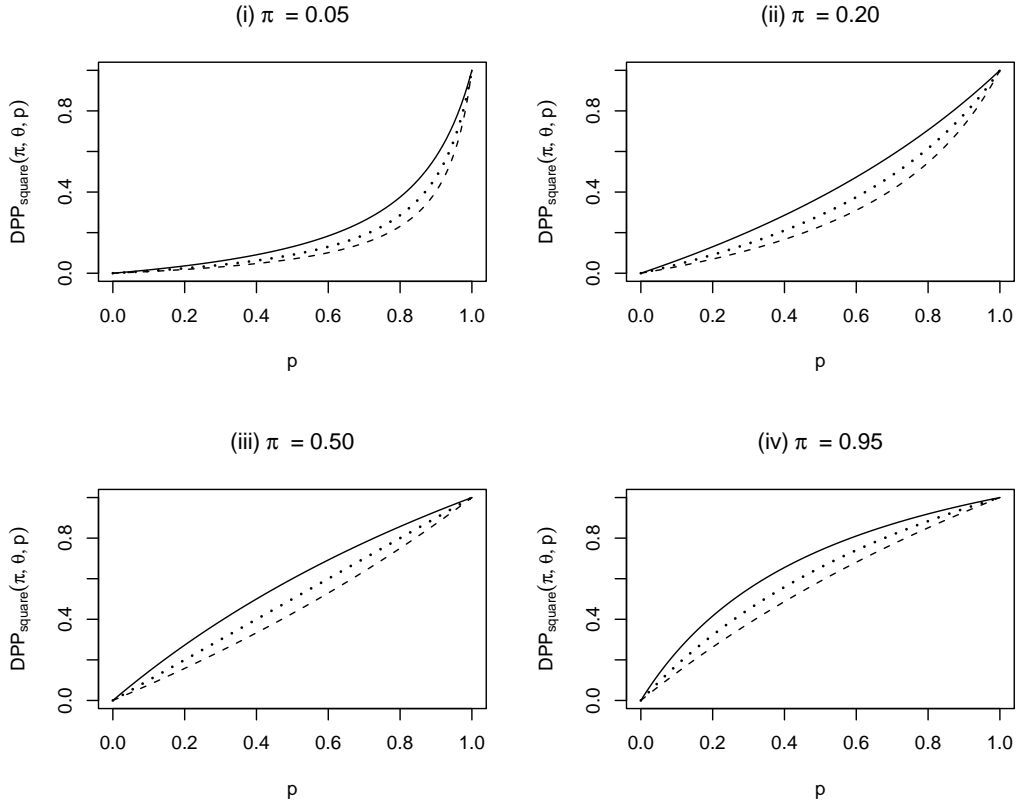 (i) π = 0.05
DPP_square(π, θ, p)
0.0 0.4 0.8
0.0 0.2 0.4 0.6 0.8 1.0
p
(ii) π = 0.20
DPP_square(π, θ, p)
0.0 0.4 0.8
0.0 0.2 0.4 0.6 0.8 1.0
p
(iii) π = 0.50
DPP_square(π, θ, p)
0.0 0.4 0.8
0.0 0.2 0.4 0.6 0.8 1.0
p
(iv) π = 0.95
DPP_square(π, θ, p)
0.0 0.4 0.8
0.0 0.2 0.4 0.6 0.8 1.0
p